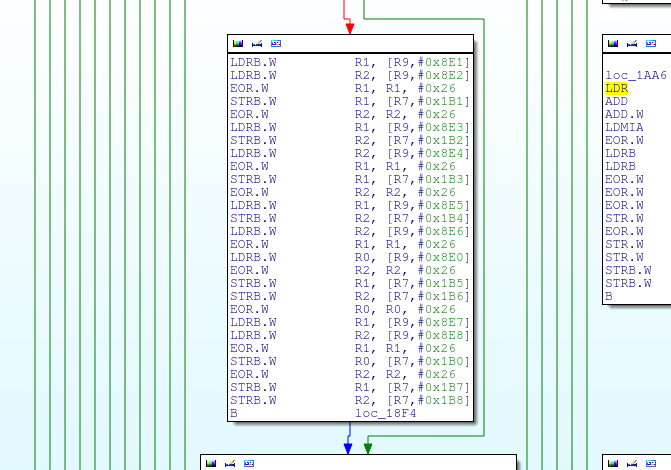 LDRB.W R1, [R9,#0x8E1]
LDRB.W R2, [R9,#0x8E2]
EOR.W R1, R1, #0x26
STRB.W R1, [R7,#0x1B1]
EOR.W R2, R2, #0x26
LDRB.W R1, [R9,#0x8E3]
STRB.W R2, [R7,#0x1B2]
LDRB.W R2, [R9,#0x8E4]
EOR.W R1, R1, #0x26
STRB.W R1, [R7,#0x1B3]
EOR.W R2, R2, #0x26
LDRB.W R1, [R9,#0x8E5]
STRB.W R2, [R7,#0x1B4]
LDRB.W R2, [R9,#0x8E6]
EOR.W R1, R1, #0x26
LDRB.W R0, [R9,#0x8E0]
EOR.W R2, R2, #0x26
STRB.W R1, [R7,#0x1B5]
STRB.W R2, [R7,#0x1B6]
EOR.W R0, R0, #0x26
LDRB.W R1, [R9,#0x8E7]
LDRB.W R2, [R9,#0x8E8]
EOR.W R1, R1, #0x26
STRB.W R0, [R7,#0x1B0]
EOR.W R2, R2, #0x26
STRB.W R1, [R7,#0x1B7]
STRB.W R2, [R7,#0x1B8]
B loc_18F4
loc_1AA6
LDR
ADD
ADD.W
LDMIA
EOR.W
LDRB
LDRB
EOR.W
EOR.W
EOR.W
STR.W
EOR.W
STR.W
STR.W
STRB.W
STRB.W
B